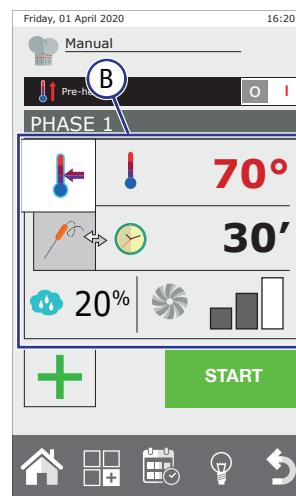 Friday, 01 April 2020 16:20
Manual
B
Pre-he
O I
PHASE 1
70°
30′
20%
START